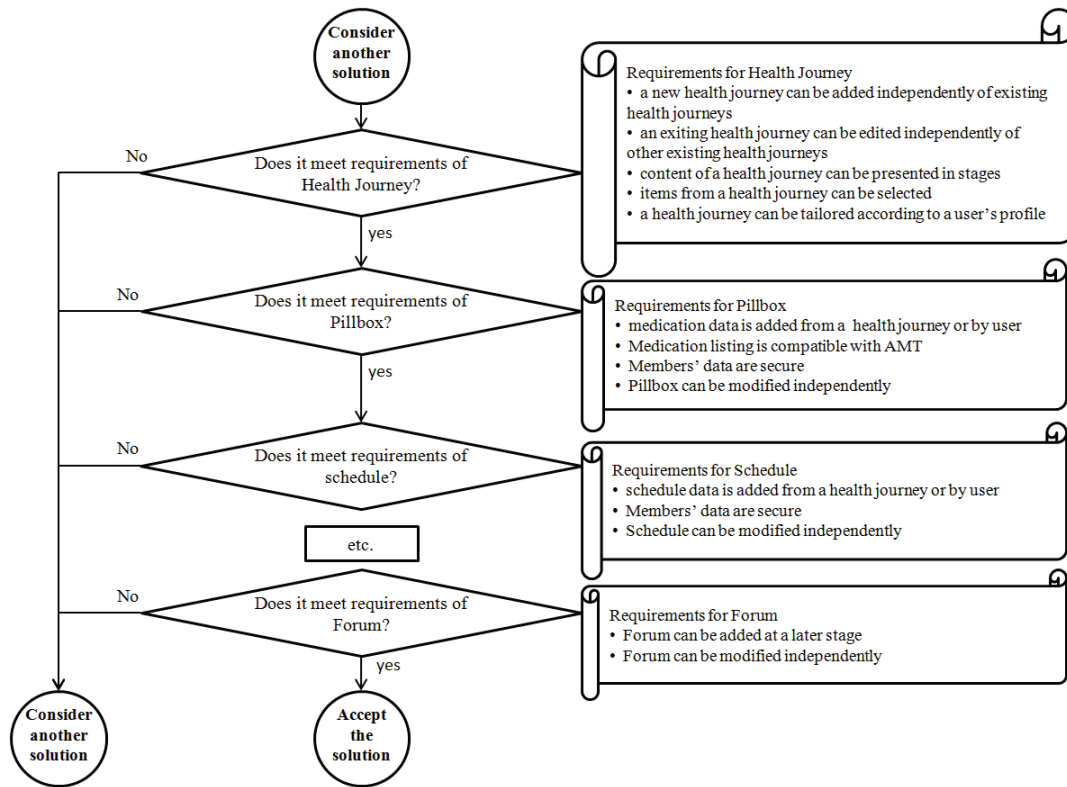 Consider
another
solution
Requirements for Health Journey
• a new health journey can be added independently of existing
health journeys
• an exiting health journey can be edited independently of
other existing health journeys
• content of a health journey can be presented in stages
• items from a health journey can be selected
• a health journey can be tailored according to a user's profile
No
Does it meet requirements of
Health Journey?
yes
No
Does it meet requirements of
Pillbox?
Requirements for Pillbox
• medication data is added from a health journey or by user
• Medication listing is compatible with AMT
• Members' data are secure
• Pillbox can be modified independently
yes
No
Does it meet requirements of
schedule?
Requirements for Schedule
• schedule data is added from a health journey or by user
• Members' data are secure
• Schedule can be modified independently
etc.
No
Does it meet requirements of
Forum?
Requirements for Forum
• Forum can be added at a later stage
• Forum can be modified independently
yes
Consider
another
solution
Accept
the
solution